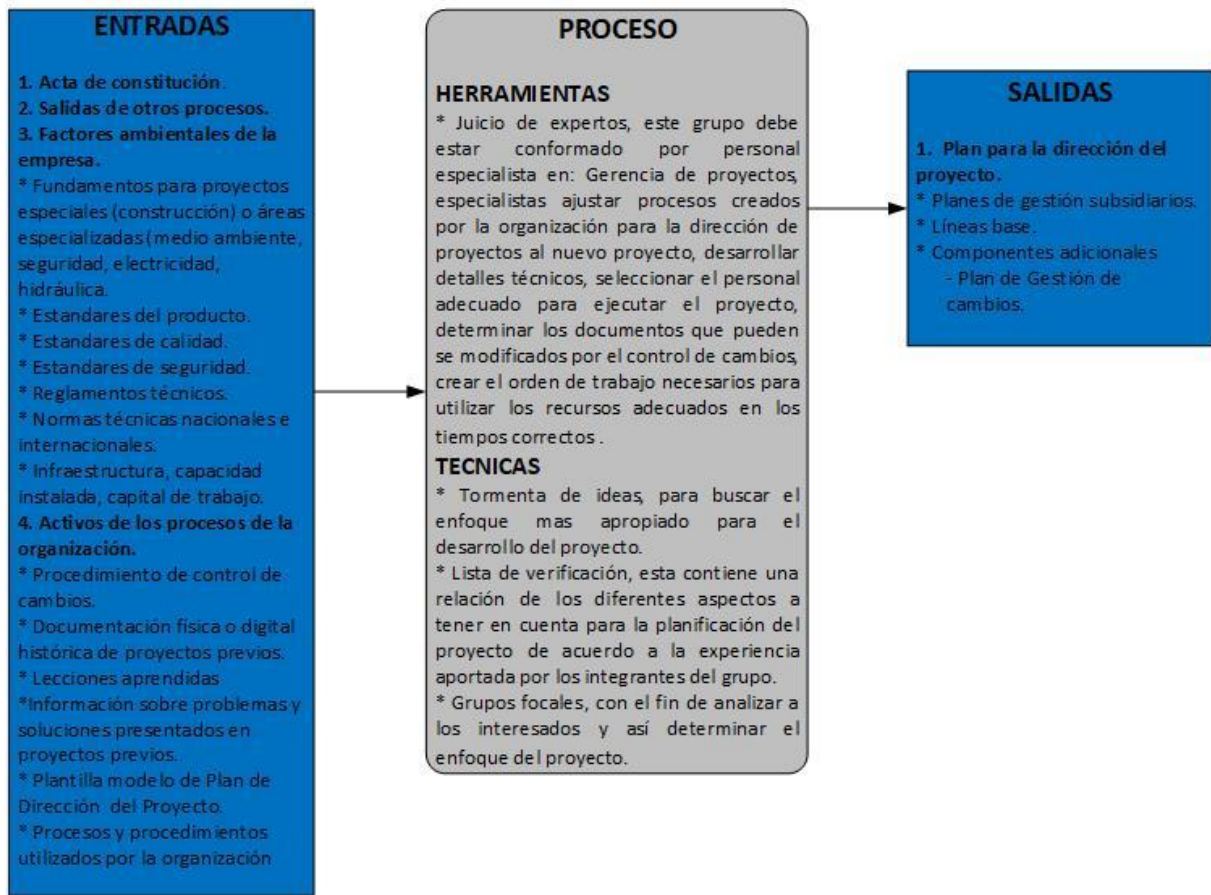 ENTRADAS
1. Acta de constitución.
2. Salidas de otros procesos.
3. Factores ambientales de la
empresa.
* Fundamentos para proyectos
especiales (construcción) o áreas
especializadas (medio ambiente,
seguridad, electricidad,
hidráulica.
* Estandares del producto.
* Estandares de calidad.
* Estandares de seguridad.
* Reglamentos técnicos.
* Normas técnicas nacionales e
internacionales.
* Infraestructura, capacidad
instalada, capital de trabajo.
4. Activos de los procesos de la
organización.
* Procedimiento de control de
cambios.
* Documentación física o digital
histórica de proyectos previos.
* Lecciones aprendidas
*Información sobre problemas y
soluciones presentados en
proyectos previos.
* Plantilla modelo de Plan de
Dirección del Proyecto.
* Procesos y procedimientos
utilizados por la organización
PROCESO
HERRAMIENTAS
* Juicio de expertos, este grupo debe
estar conformado por personal
especialista en: Gerencia de proyectos,
especialistas ajustar procesos creados
por la organización para la dirección de
proyectos al nuevo proyecto, desarrollar
detalles técnicos, seleccionar el personal
adecuado para ejecutar el proyecto,
determinar los documentos que pueden
se modificados por el control de cambios,
crear el orden de trabajo necesarios para
utilizar los recursos adecuados en los
tiempos correctos .
TECNICAS
* Tormenta de ideas, para buscar el
enfoque mas apropiado para el
desarrollo del proyecto.
* Lista de verificación, esta contiene una
relación de los diferentes aspectos a
tener en cuenta para la planificación del
proyecto de acuerdo a la experiencia
aportada por los integrantes del grupo.
* Grupos focales, con el fin de analizar a
los interesados y así determinar el
enfoque del proyecto.
SALIDAS
1. Plan para la dirección del
proyecto.
* Planes de gestión subsidiarios.
* Líneas base.
* Componentes adicionales
- Plan de Gestión de
cambios.